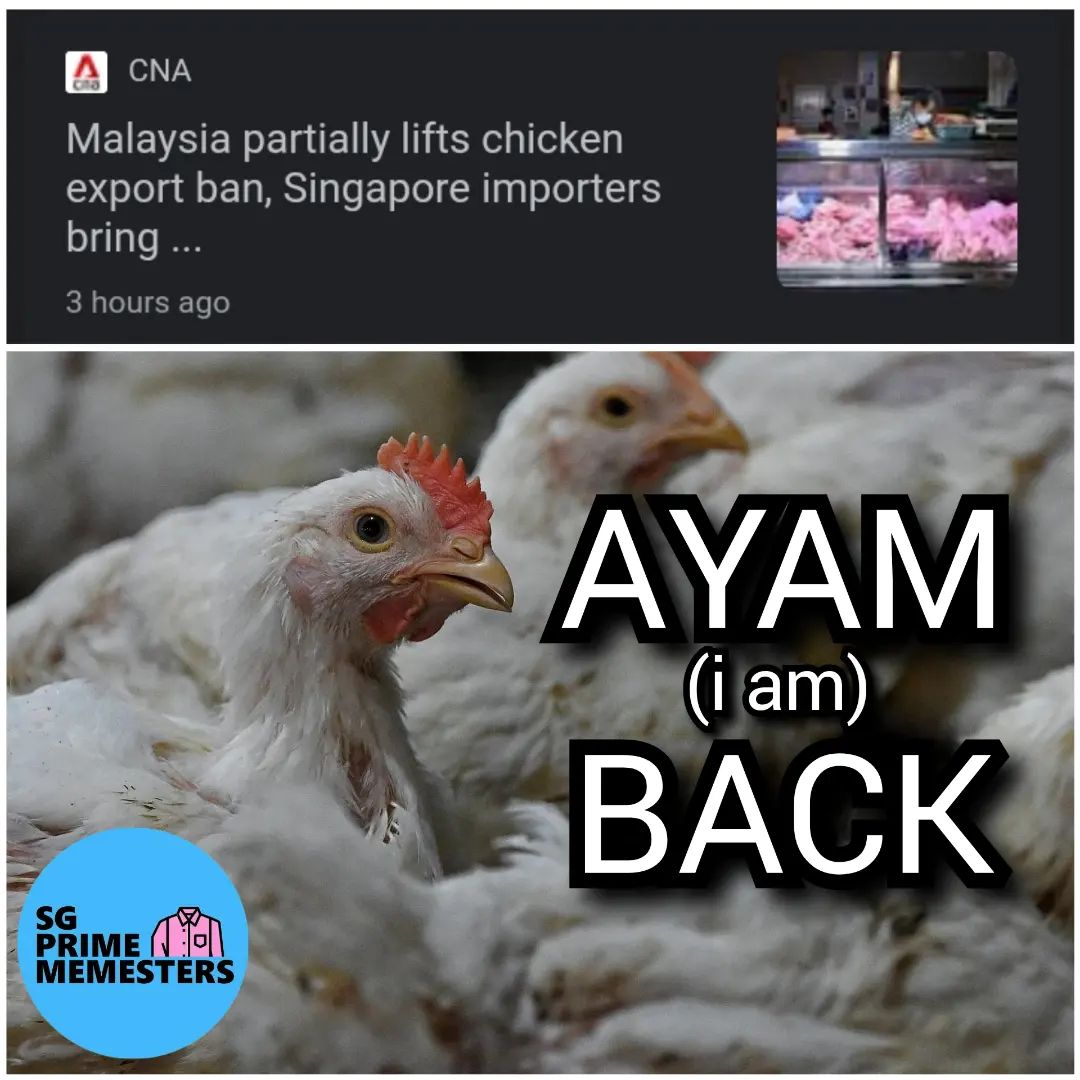 CNA
cna
Malaysia partially lifts chicken
export ban, Singapore importers
bring ...
3 hours ago
AYAM
(i am)
BACK
SG
PRIME
MEMESTERS